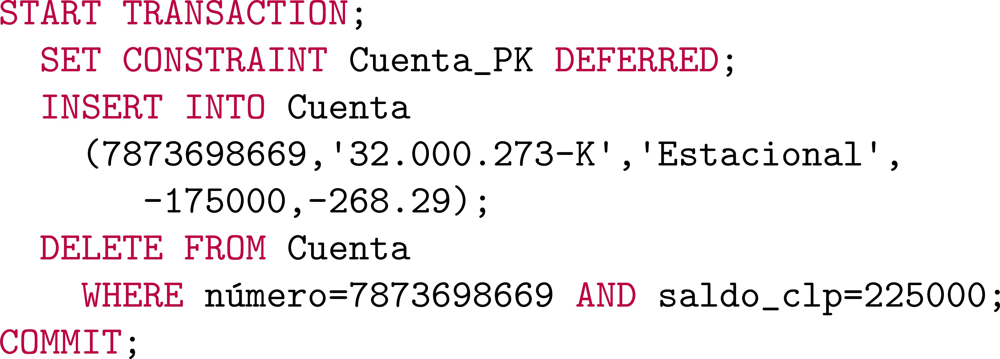 START TRANSACTION;
SET CONSTRAINT Cuenta_PK DEFERRED;
INSERT INTO Cuenta
(7873698669,'32.000.273-K','Estacional',
-175000,-268.29);
DELETE FROM Cuenta
WHERE número=7873698669 AND saldo_clp=225000;
COMMIT;